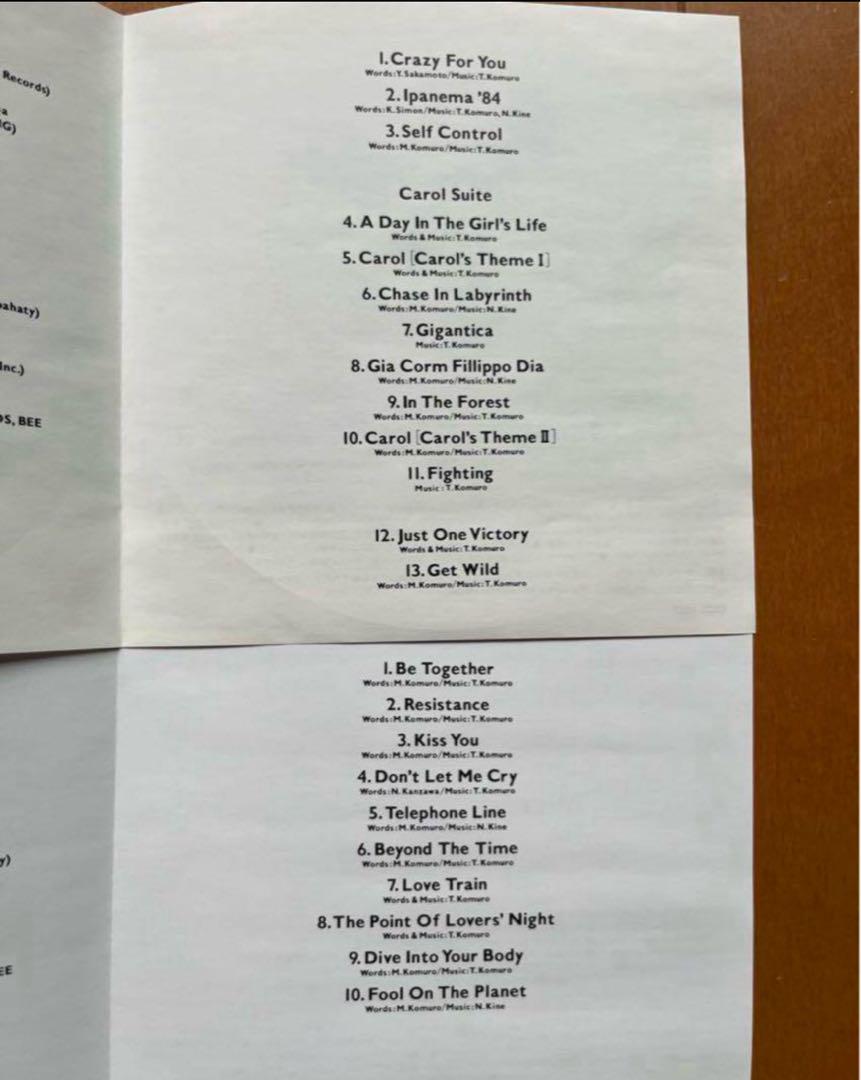 Records)
a
IG)
pahaty)
Inc.)
OS, BEE
1.Crazy For You
Words:Y.Sakamoto/Music:T.Komuro
2.Ipanema '84
Words:K.Simon/Music:T.Komuro,N.Kine
3.Self Control
Words:M.Komuro/Music:T.Komuro
Carol Suite
4.A Day In The Girl's Life
Words & Music:T.Komuro
5.Carol [Carol's Theme I]
Words & Music:T.Komuro
6.Chase In Labyrinth
Words:M.Komuro/Music:N.Kine
7.Gigantica
Music:T.Komuro
8.Gia Corm Fillippo Dia
Words:M.Komuro/Music:N.Kine
9.In The Forest
Words:M.Komuro/Music:T.Komuro
10.Carol [Carol's Theme II]
Words:M.Komuro/Music:T.Komuro
11.Fighting
Music:T.Komuro
12.Just One Victory
Words & Music:T.Komuro
13.Get Wild
Words:M.Komuro/Music:T.Komuro
y)
EE
1.Be Together
Words:M.Komuro/Music:T.Komuro
2.Resistance
Words:M.Komuro/Music:T.Komuro
3.Kiss You
Words:M.Komuro/Music:T.Komuro
4.Don't Let Me Cry
Words:N.Kanzawa/Music:T.Komuro
5.Telephone Line
Words:M.Komuro/Music:N.Kine
6.Beyond The Time
Words:M.Komuro/Music:T.Komuro
7.Love Train
Words & Music:T.Komuro
8.The Point Of Lovers' Night
Words & Music:T.Komuro
9.Dive Into Your Body
Words:M.Komuro/Music:T.Komuro
10.Fool On The Planet
Words:M.Komuro/Music:N.Kine